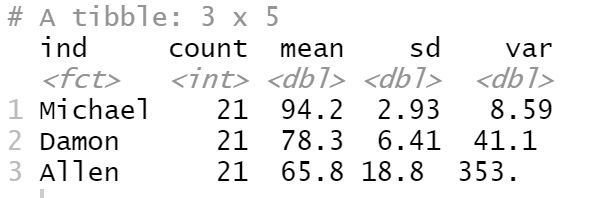 # A tibble: 3 x 5
ind count mean sd var
<fct> <int> <dbl> <dbl> <dbl>
1 Michael 21 94.2 2.93 8.59
2 Damon 21 78.3 6.41 41.1
3 Allen 21 65.8 18.8 353.